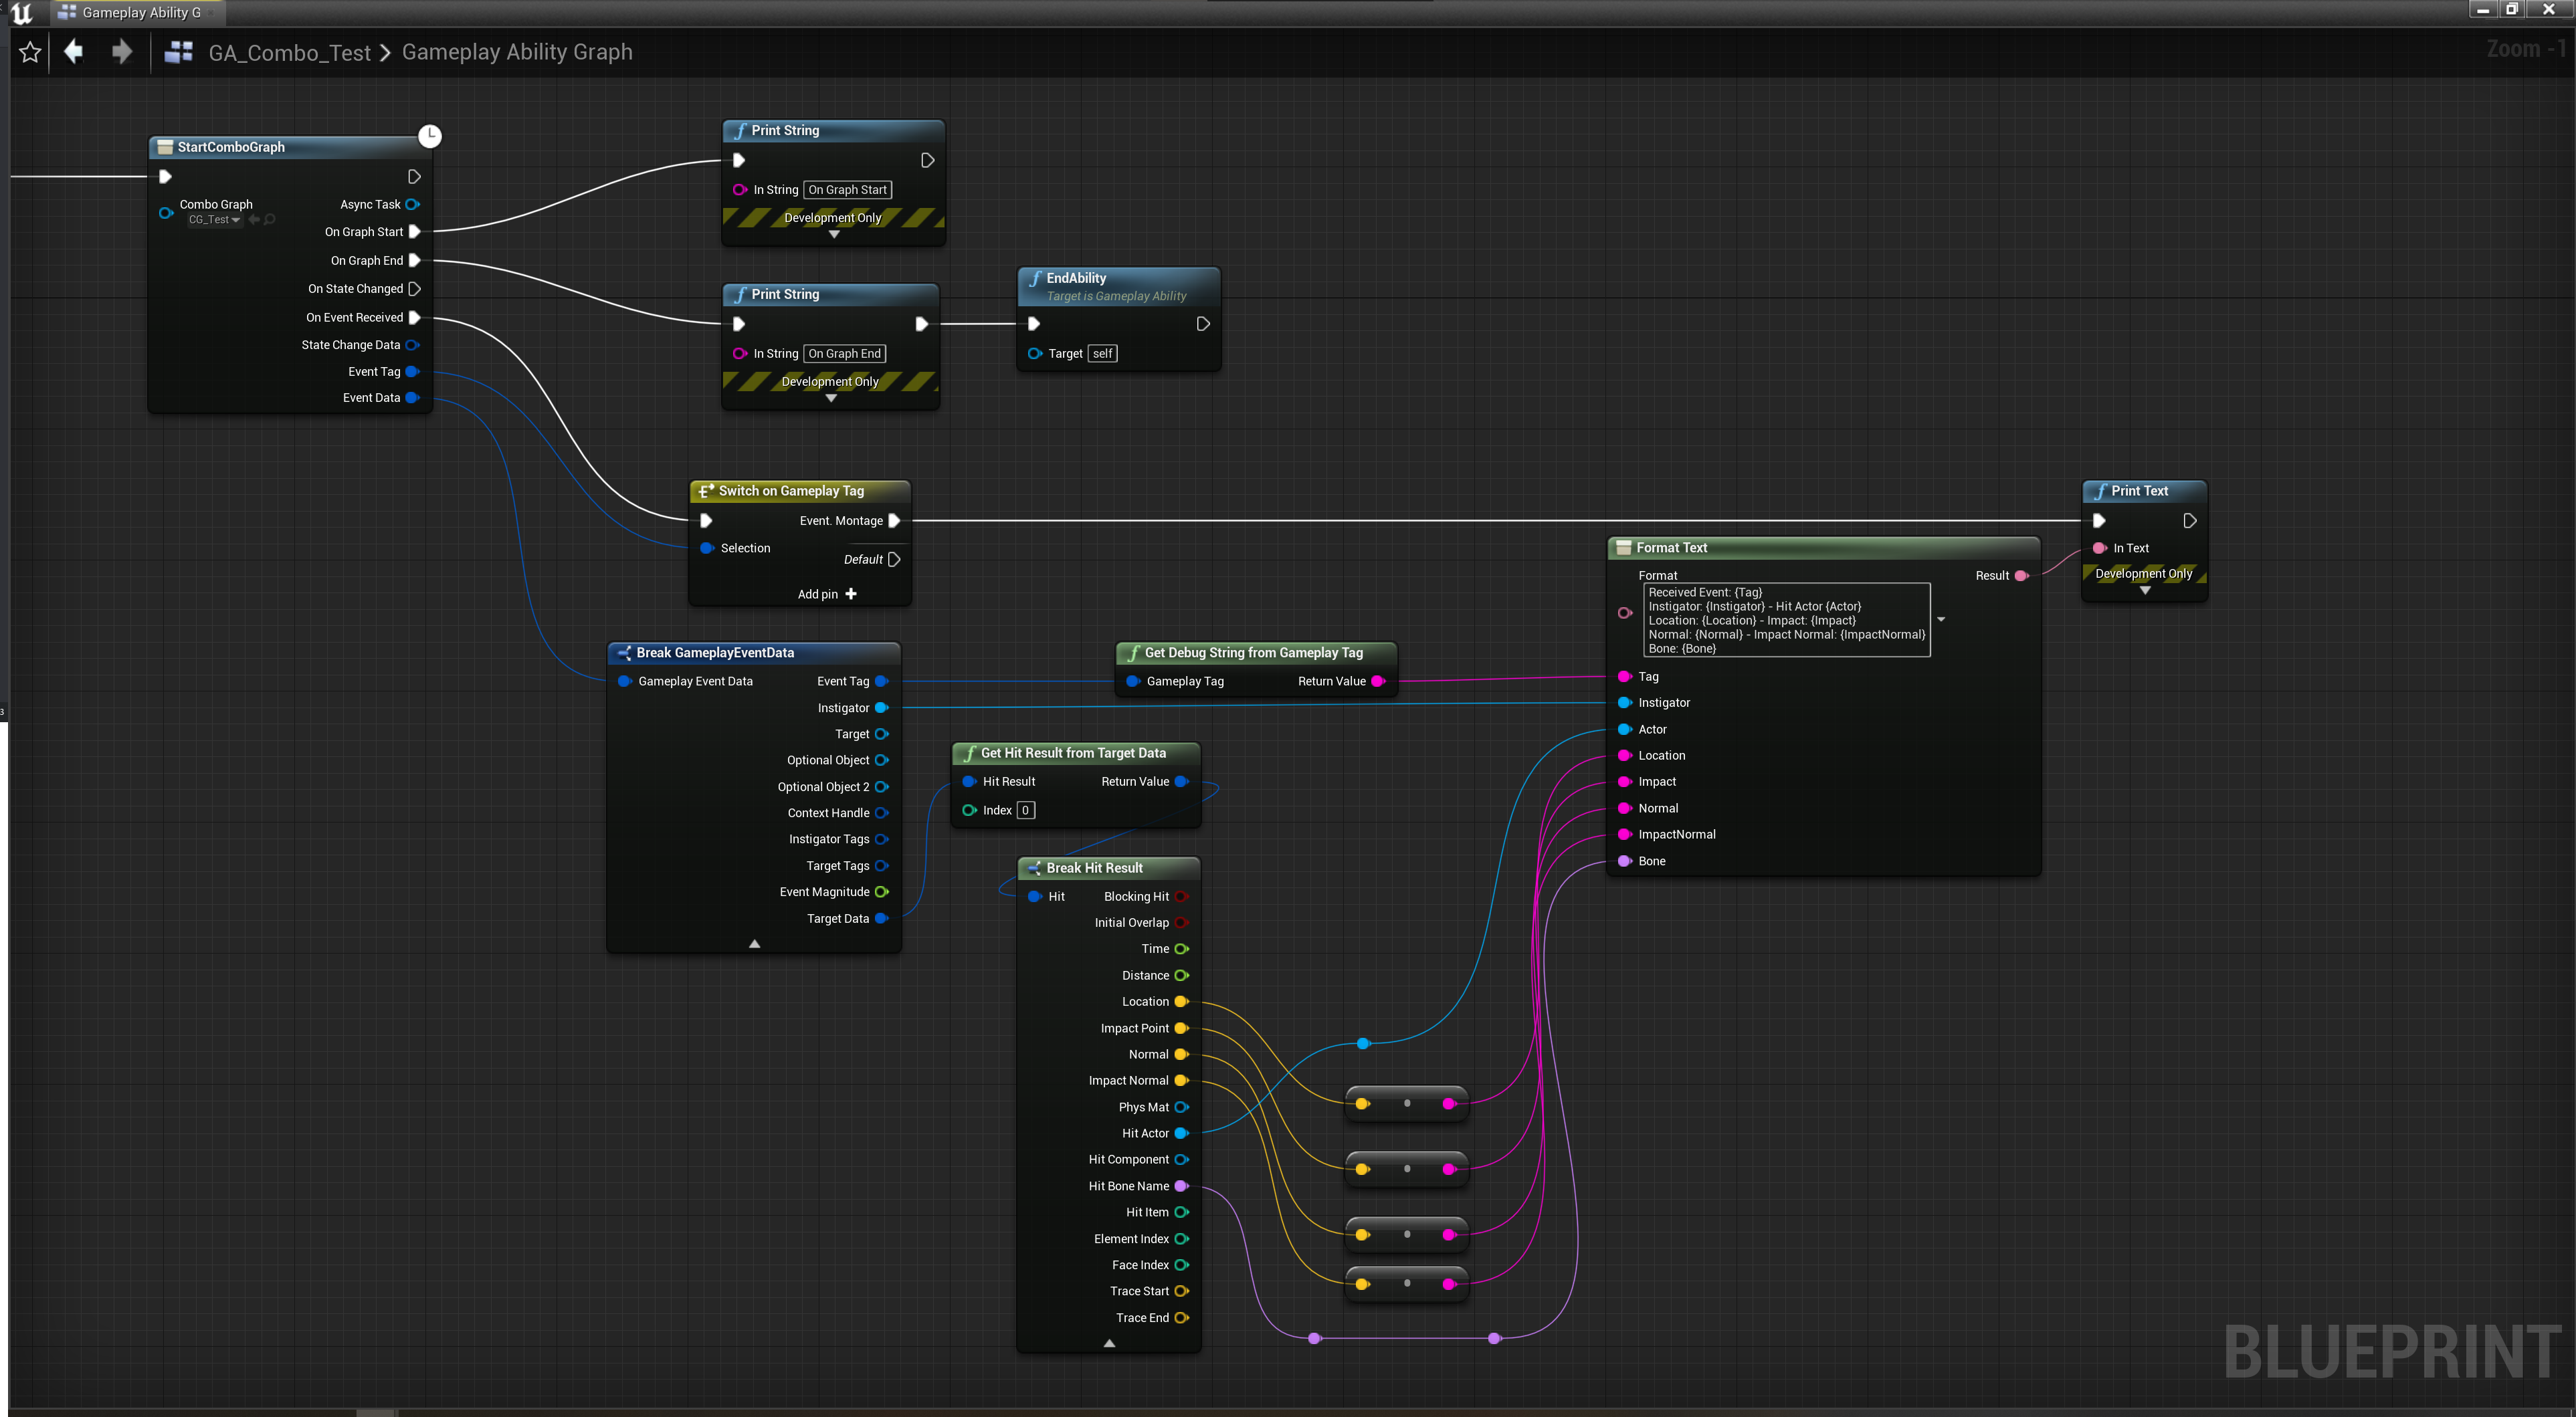 Gameplay Ability G
GA_Combo_Test > Gameplay Ability Graph
Zoom -1
StartComboGraph
Combo Graph
CG_Test
Async Task
On Graph Start
On Graph End
On State Changed
On Event Received
State Change Data
Event Tag
Event Data
Print String
In String On Graph Start
Development Only
Print String
In String On Graph End
Development Only
EndAbility
Target is Gameplay Ability
Target self
Switch on Gameplay Tag
Event. Montage
Selection
Default
Add pin
Print Text
In Text
Development Only
Format Text
Format
Result
Received Event: {Tag}
Instigator: {Instigator} - Hit Actor {Actor}
Location: {Location} - Impact: {Impact}
Normal: {Normal} - Impact Normal: {ImpactNormal}
Bone: {Bone}
Tag
Instigator
Actor
Location
Impact
Normal
ImpactNormal
Bone
Break GameplayEventData
Gameplay Event Data
Event Tag
Instigator
Target
Optional Object
Optional Object 2
Context Handle
Instigator Tags
Target Tags
Event Magnitude
Target Data
Get Debug String from Gameplay Tag
Gameplay Tag
Return Value
Get Hit Result from Target Data
Hit Result
Return Value
Index 0
Break Hit Result
Hit
Blocking Hit
Initial Overlap
Time
Distance
Location
Impact Point
Normal
Impact Normal
Phys Mat
Hit Actor
Hit Component
Hit Bone Name
Hit Item
Element Index
Face Index
Trace Start
Trace End
3
BLUEPRINT